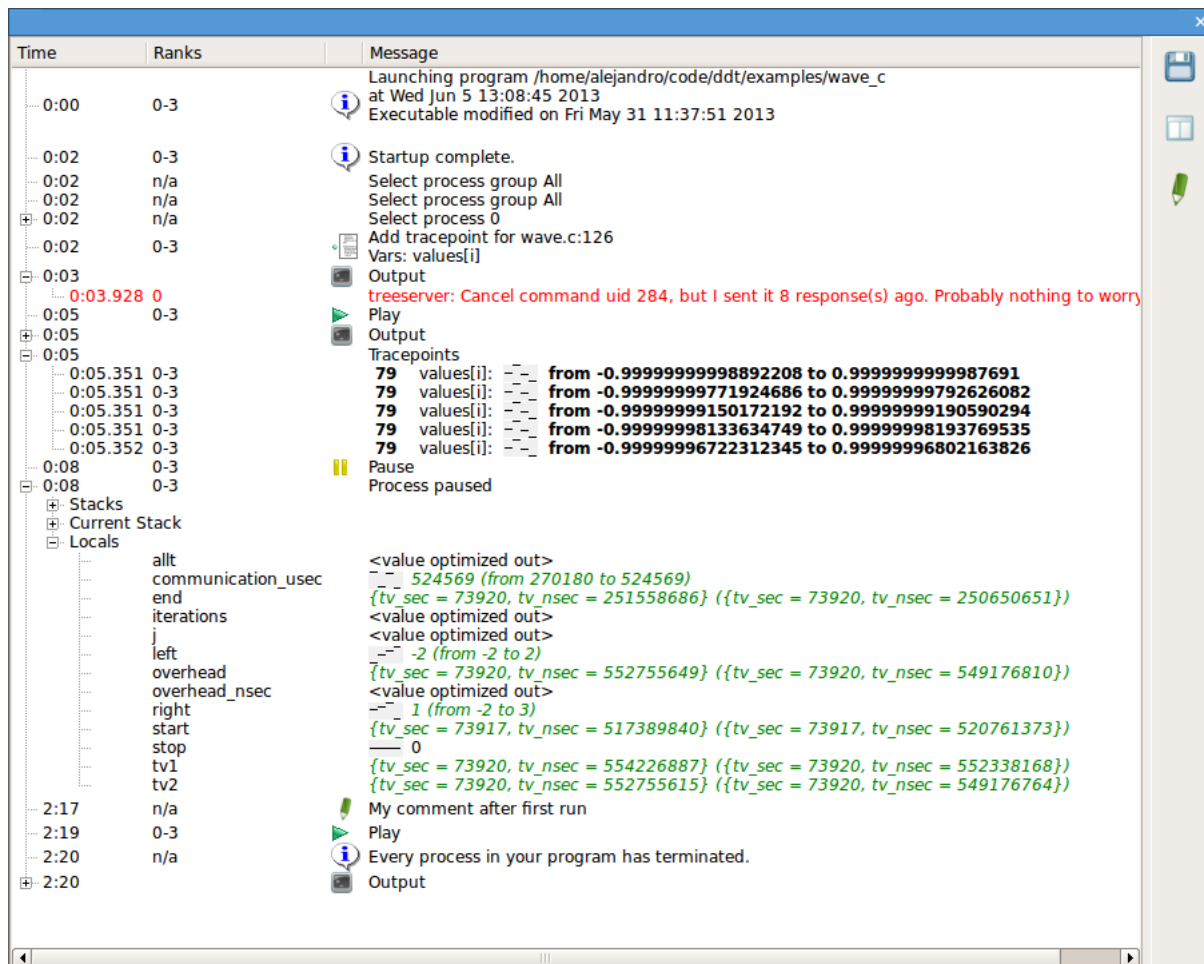 Time Ranks Message
Launching program /home/alejandro/code/ddt/examples/wave_c
0:00 0-3 at Wed Jun 5 13:08:45 2013
Executable modified on Fri May 31 11:37:51 2013
0:02 0-3 Startup complete.
0:02 n/a Select process group All
0:02 n/a Select process group All
0:02 n/a Select process 0
0:02 0-3 Add tracepoint for wave.c:126
Vars: values[i]
0:03 Output
0:03.928 0 treeserver: Cancel command uid 284, but I sent it 8 response(s) ago. Probably nothing to worry
0:05 0-3 Play
0:05 Output
0:05 Tracepoints
0:05.351 0-3 79 values[i]: from -0.99999999998892208 to 0.9999999999987691
0:05.351 0-3 79 values[i]: from -0.99999999771924686 to 0.99999999792626082
0:05.351 0-3 79 values[i]: from -0.99999999150172192 to 0.99999999190590294
0:05.351 0-3 79 values[i]: from -0.99999998133634749 to 0.99999998193769535
0:05.352 0-3 79 values[i]: from -0.99999996722312345 to 0.99999996802163826
0:08 0-3 Pause
0:08 0-3 Process paused
Stacks
Current Stack
Locals
allt <value optimized out>
communication_usec 524569 (from 270180 to 524569)
end {tv_sec = 73920, tv_nsec = 251558686} ({tv_sec = 73920, tv_nsec = 250650651})
iterations <value optimized out>
j <value optimized out>
left -2 (from -2 to 2)
overhead {tv_sec = 73920, tv_nsec = 552755649} ({tv_sec = 73920, tv_nsec = 549176810})
overhead_nsec <value optimized out>
right 1 (from -2 to 3)
start {tv_sec = 73917, tv_nsec = 517389840} ({tv_sec = 73917, tv_nsec = 520761373})
stop 0
tv1 {tv_sec = 73920, tv_nsec = 554226887} ({tv_sec = 73920, tv_nsec = 552338168})
tv2 {tv_sec = 73920, tv_nsec = 552755615} ({tv_sec = 73920, tv_nsec = 549176764})
2:17 n/a My comment after first run
2:19 0-3 Play
2:20 n/a Every process in your program has terminated.
2:20 Output